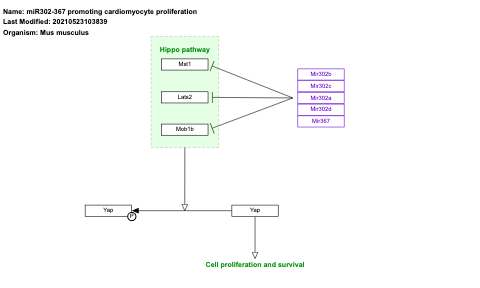 Name: miR302-367 promoting cardiomyocyte proliferation
Last Modified: 20210523103839
Organism: Mus musculus
Hippo pathway
Mst1
Lats2
Mob1b
Mir302b
Mir302c
Mir302a
Mir302d
Mir367
Yap
P
Yap
Cell proliferation and survival